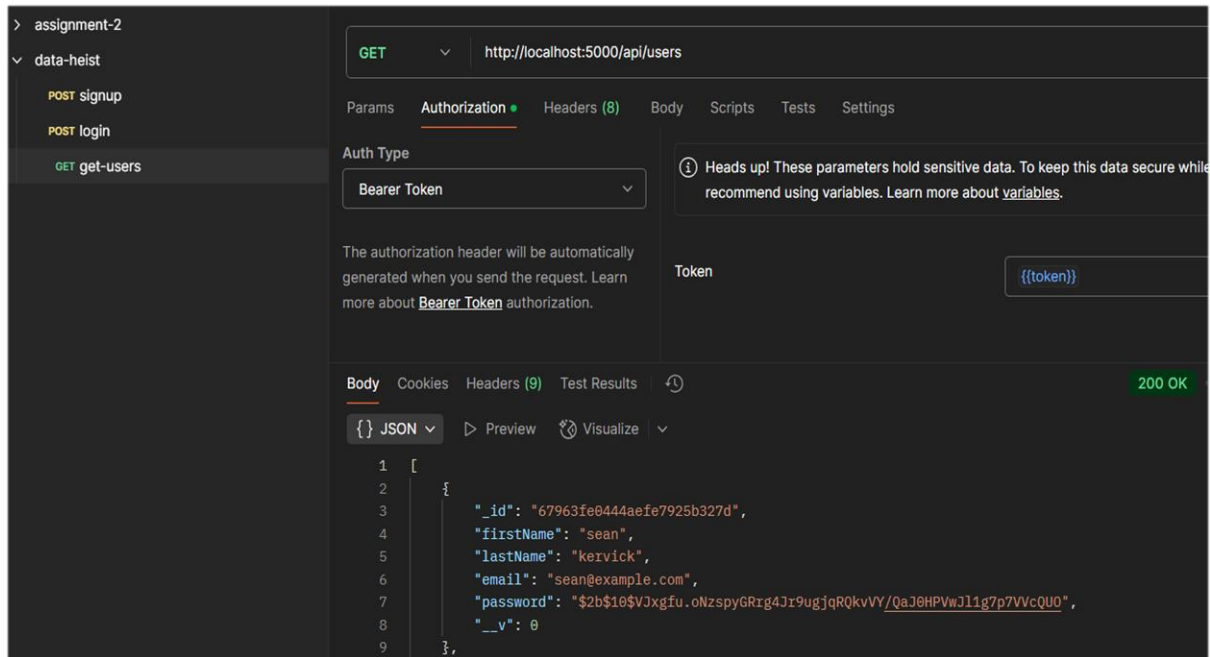 assignment-2
data-heist
POST signup
POST login
GET get-users
GET http://localhost:5000/api/users
Params Authorization Headers (8) Body Scripts Tests Settings
Auth Type
Bearer Token
The authorization header will be automatically
generated when you send the request. Learn
more about Bearer Token authorization.
Heads up! These parameters hold sensitive data. To keep this data secure while
recommend using variables. Learn more about variables.
Token {{token}}
Body Cookies Headers (9) Test Results 200 OK
{} JSON Preview Visualize
1 [
2 {
3 "_id": "67963fe0444aefe7925b327d",
4 "firstName": "sean",
5 "lastName": "kervick",
6 "email": "sean@example.com",
7 "password": "$2b$10$VJxgfu.oNzspyGRrg4Jr9ugjqRQkvVY/QaJ0HPVwJl1g7p7VVcQUO",
8 "__v": 0
9 },